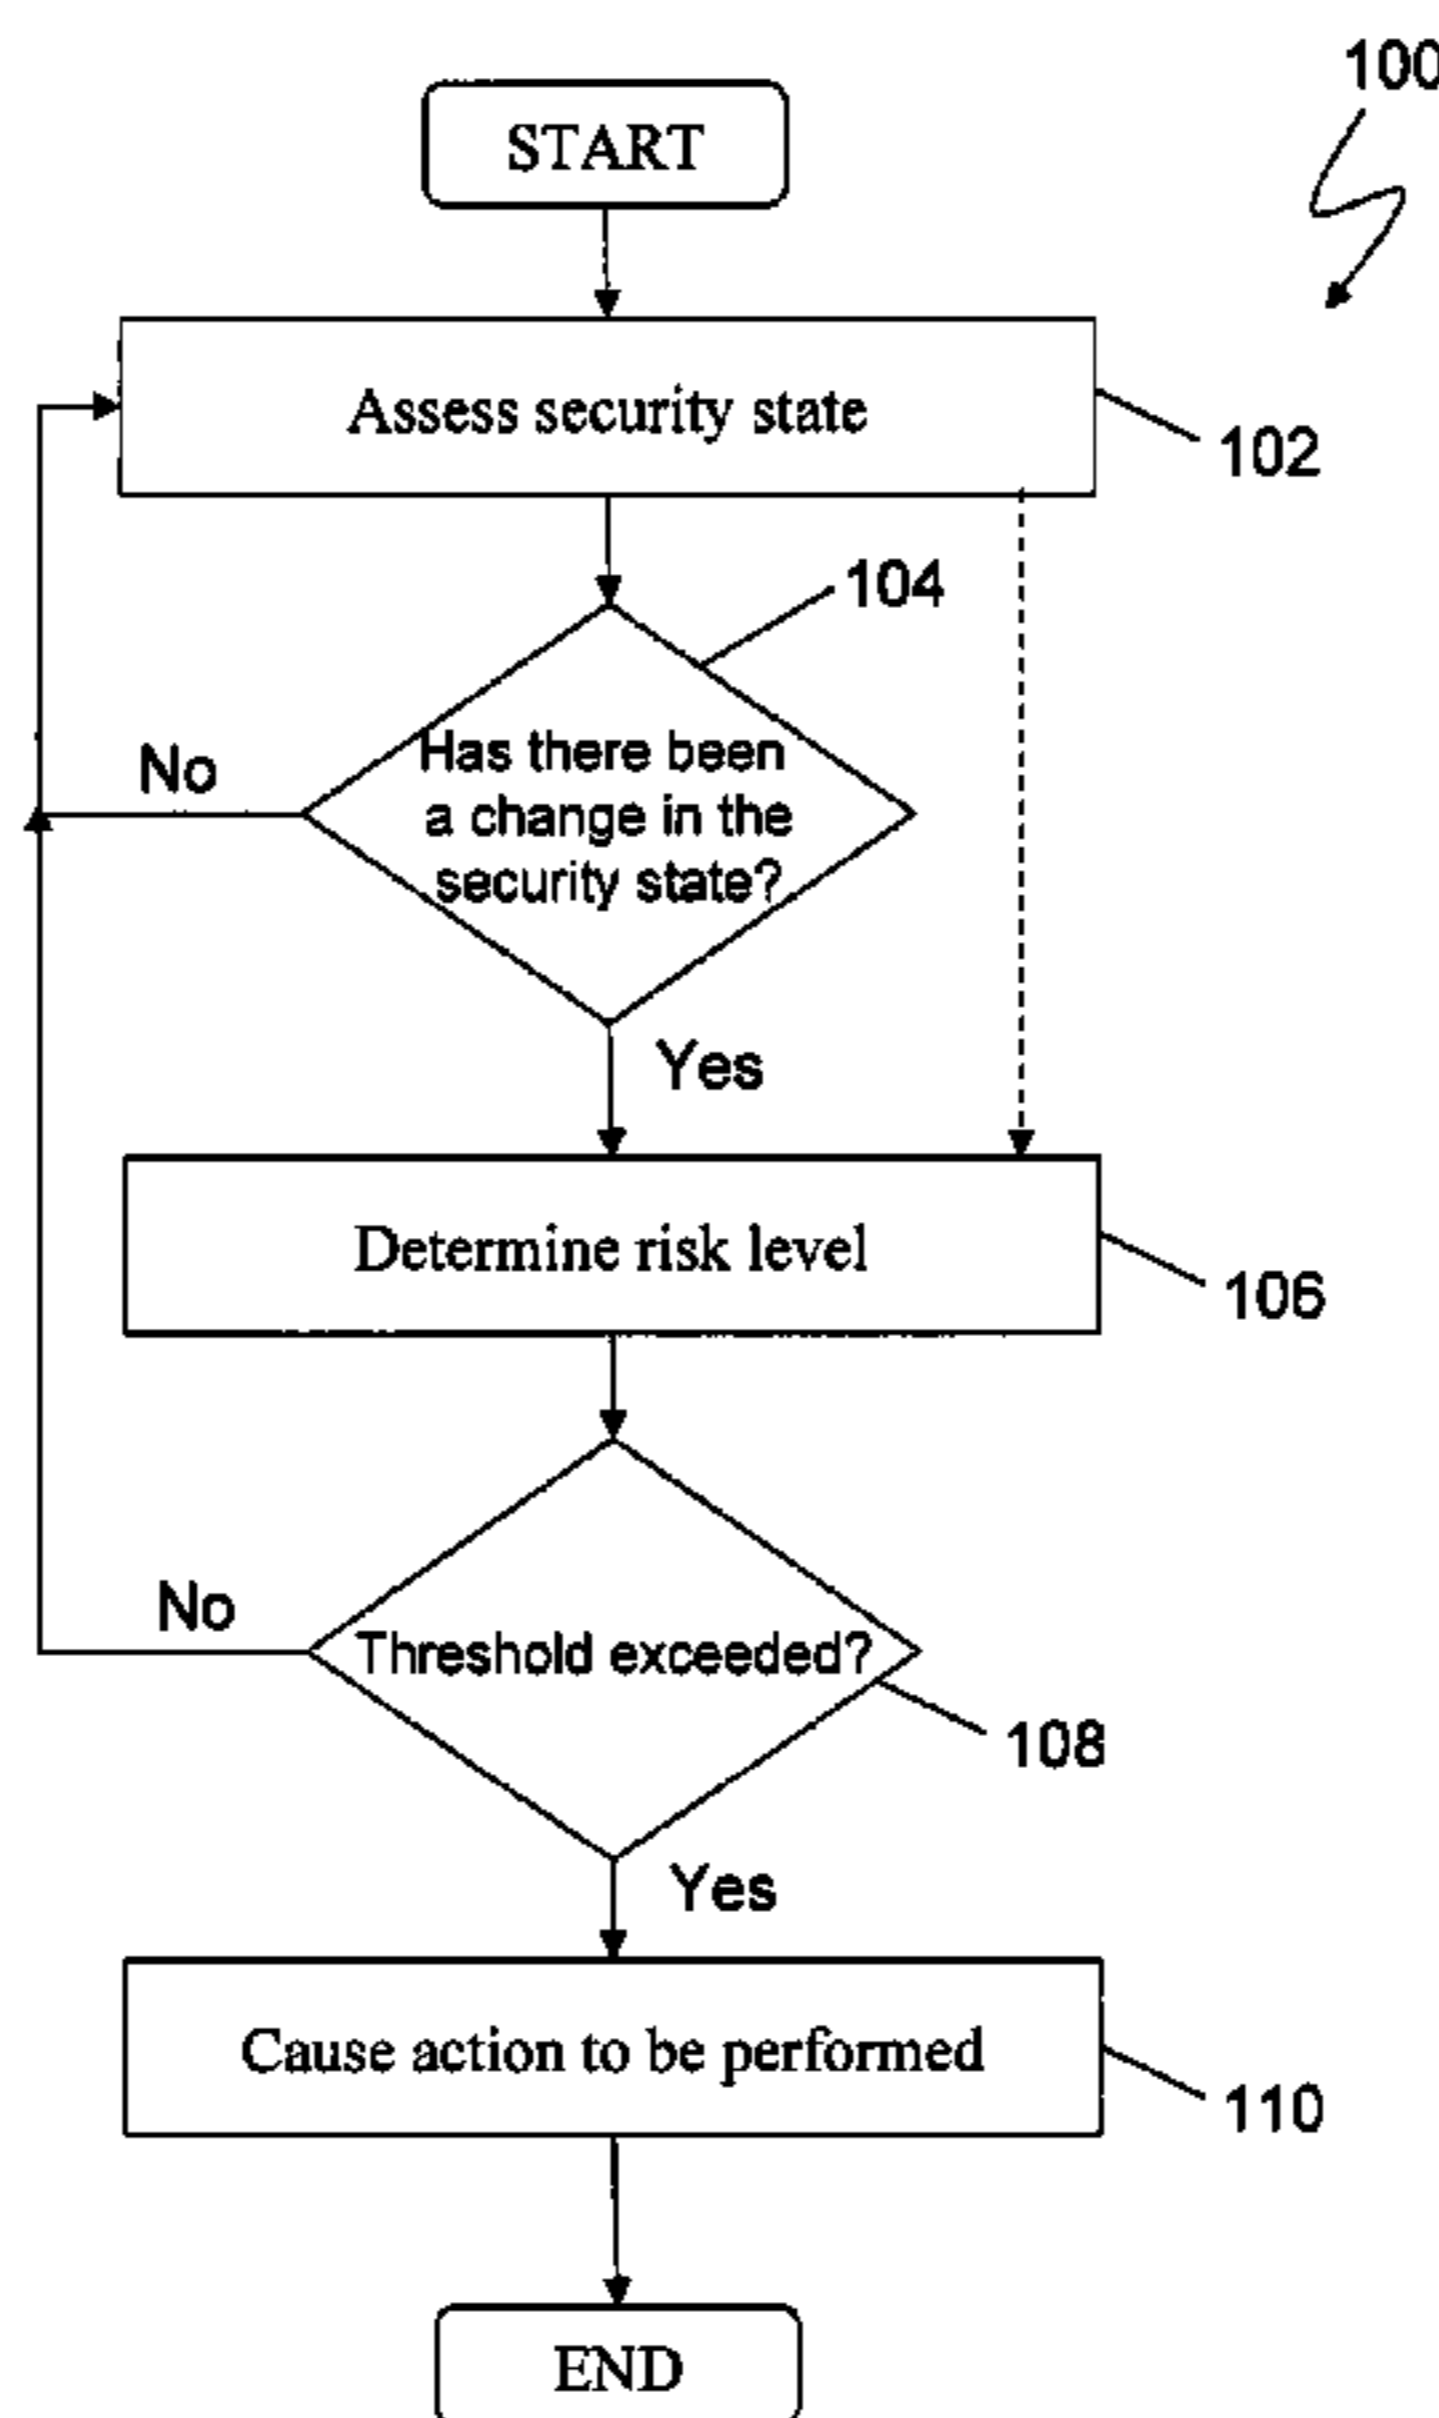 100
START
Assess security state
102
104
Has there been
a change in the
security state?
No
Yes
Determine risk level
106
No
Threshold exceeded?
108
Yes
Cause action to be performed
110
END